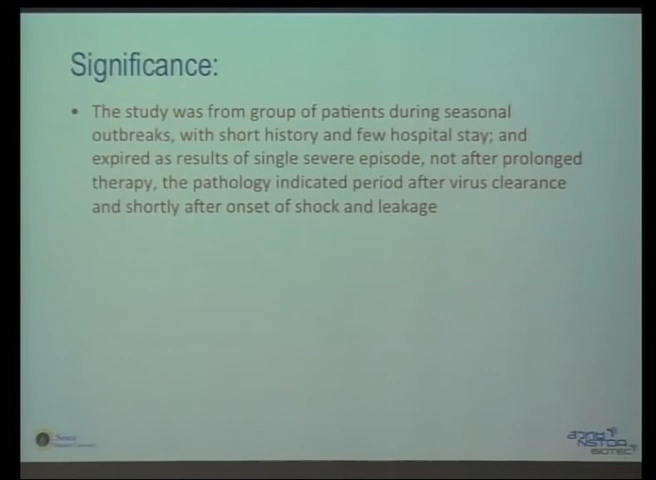 Significance:
• The study was from group of patients during seasonal
outbreaks, with short history and few hospital stay; and
expired as results of single severe episode, not after prolonged
therapy, the pathology indicated period after virus clearance
and shortly after onset of shock and leakage
NSTDA
BIOTEC